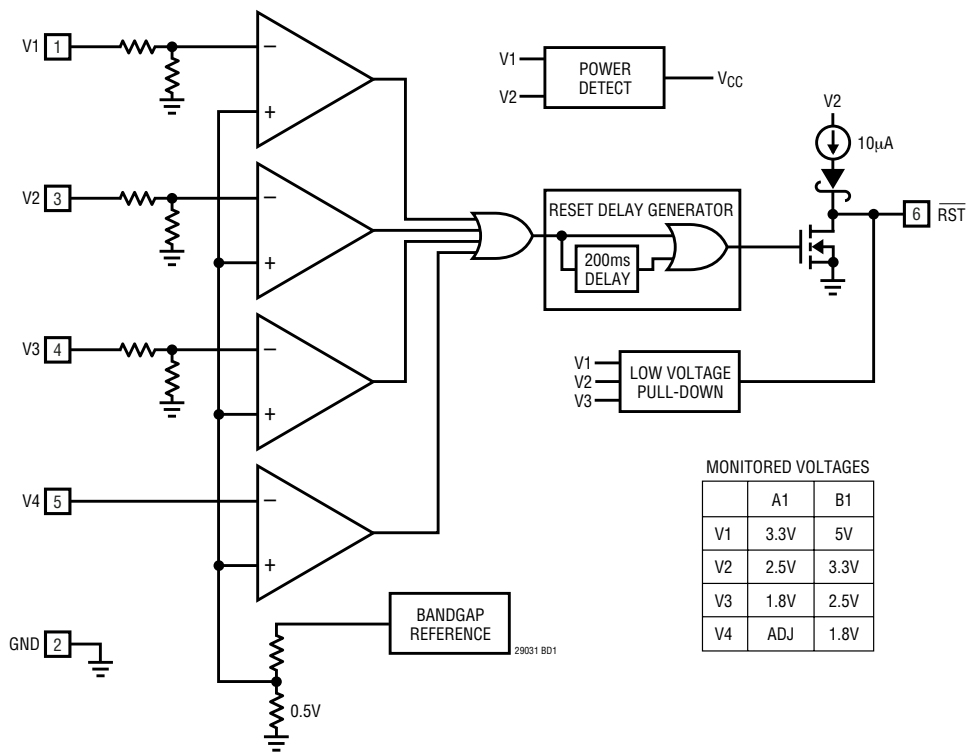 V1 1
−
+
V2 3
−
+
V3 4
−
+
V4 5
−
+
GND 2
V1
V2
POWER
DETECT
VCC
RESET DELAY GENERATOR
200ms
DELAY
V2
10μA
6 RST
V1
V2
V3
LOW VOLTAGE
PULL-DOWN
BANDGAP
REFERENCE
29031 BD1
0.5V
MONITORED VOLTAGES
A1 B1
V1 3.3V 5V
V2 2.5V 3.3V
V3 1.8V 2.5V
V4 ADJ 1.8V